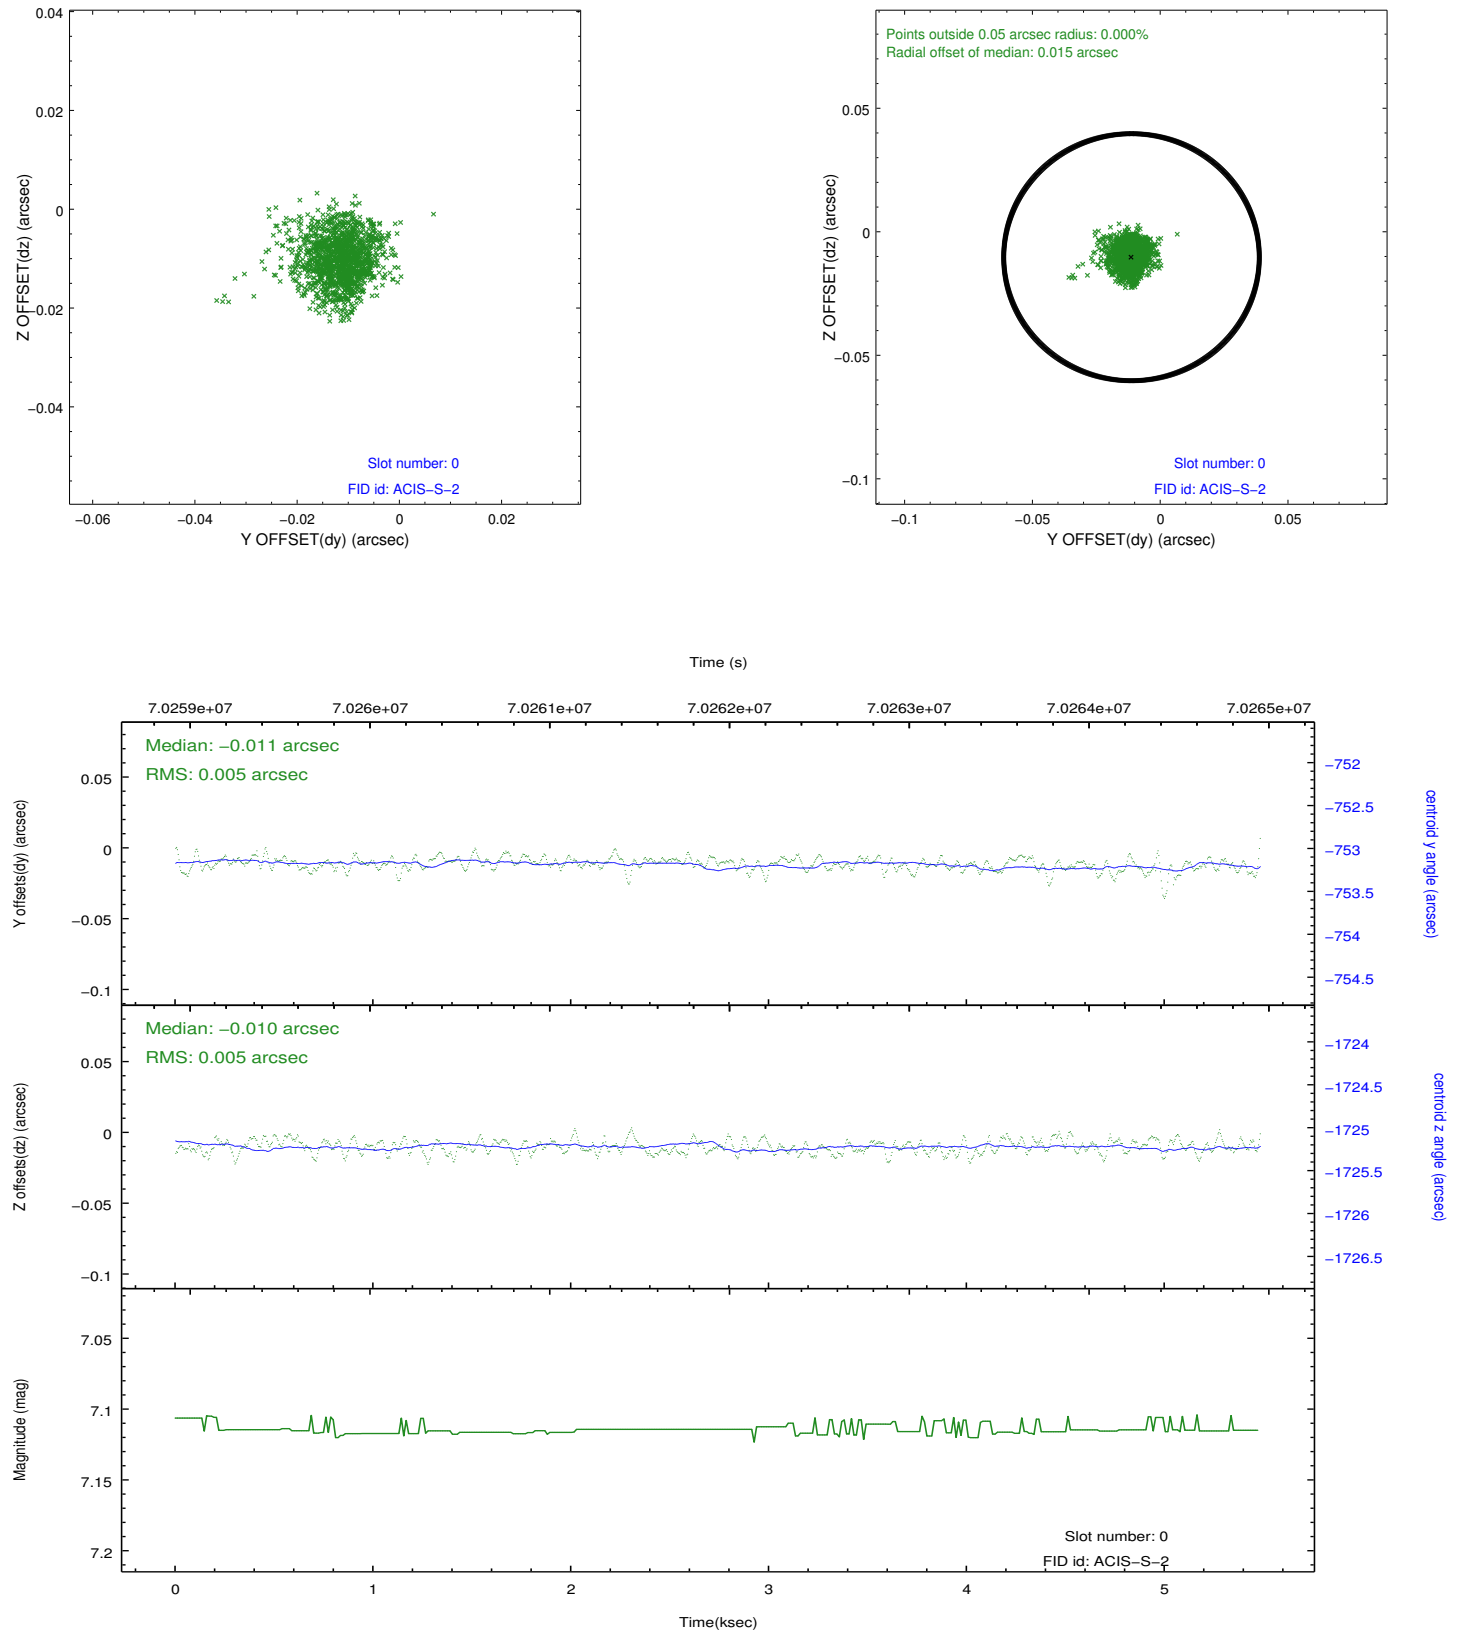 0.04
0.02
0
−0.02
−0.04
Z OFFSET(dz) (arcsec)
Slot number: 0
FID id: ACIS−S−2
−0.06 −0.04 −0.02 0 0.02
Y OFFSET(dy) (arcsec)
Points outside 0.05 arcsec radius: 0.000%
Radial offset of median: 0.015 arcsec
0.05
0
−0.05
−0.1
Z OFFSET(dz) (arcsec)
Slot number: 0
FID id: ACIS−S−2
−0.1 −0.05 0 0.05
Y OFFSET(dy) (arcsec)
Time (s)
7.0259e+07 7.026e+07 7.0261e+07 7.0262e+07 7.0263e+07 7.0264e+07 7.0265e+07
Median: −0.011 arcsec
RMS: 0.005 arcsec
Y offsets(dy) (arcsec)
0.05
0
−0.05
−0.1
−752
−752.5
−753
−753.5
−754
−754.5
centroid y angle (arcsec)
Median: −0.010 arcsec
RMS: 0.005 arcsec
Z offsets(dz) (arcsec)
0.05
0
−0.05
−0.1
−1724
−1724.5
−1725
−1725.5
−1726
−1726.5
centroid z angle (arcsec)
Magnitude (mag)
7.05
7.1
7.15
7.2
Slot number: 0
FID id: ACIS−S−2
0 1 2 3 4 5
Time(ksec)